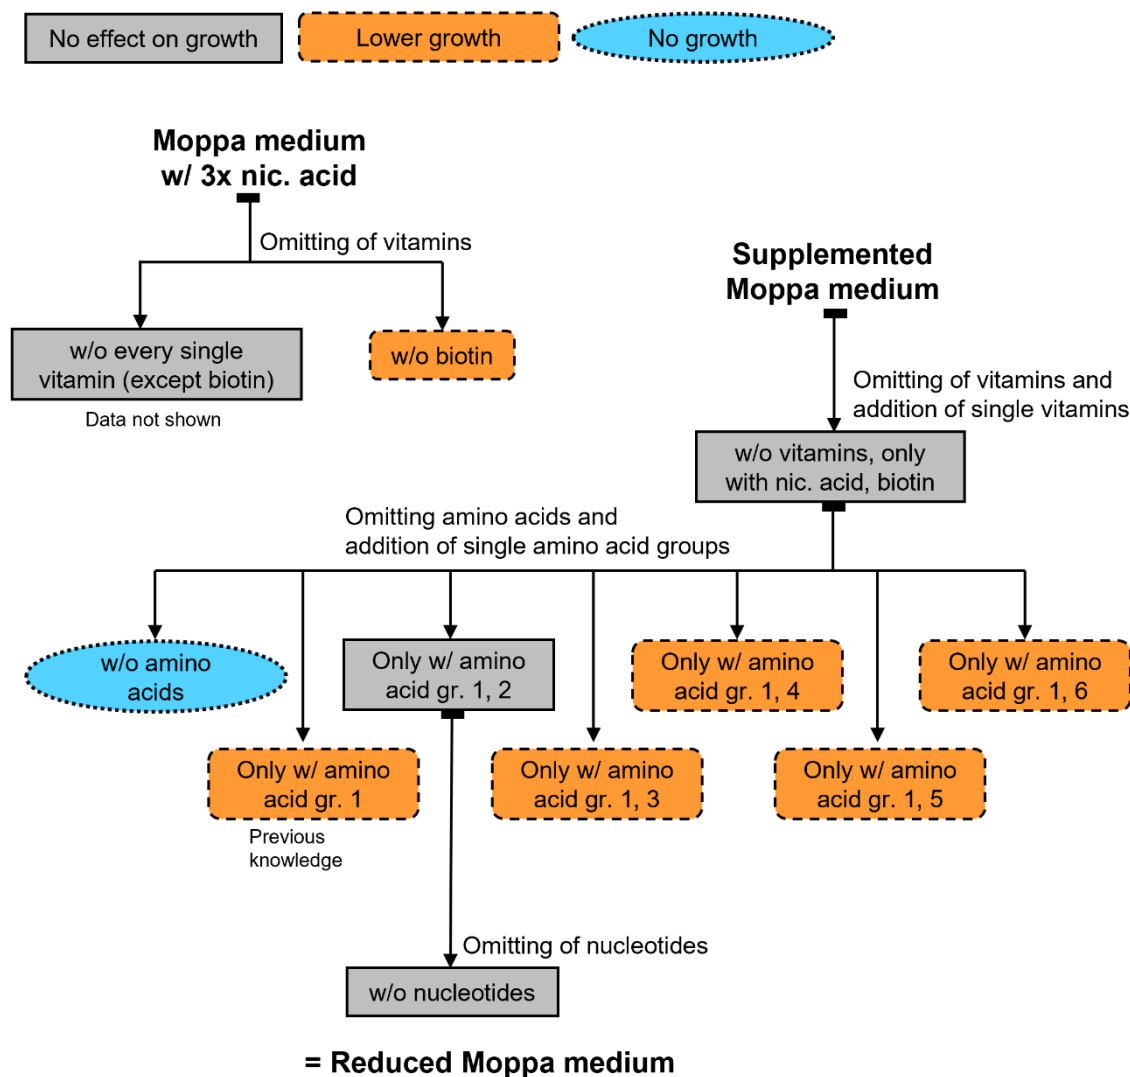 No effect on growth
Lower growth
No growth
Moppa medium
w/ 3x nic. acid
Omitting of vitamins
w/o every single
vitamin (except biotin)
Data not shown
w/o biotin
Supplemented
Moppa medium
Omitting of vitamins and
addition of single vitamins
w/o vitamins, only
with nic. acid, biotin
Omitting amino acids and
addition of single amino acid groups
w/o amino
acids
Only w/ amino
acid gr. 1
Previous
knowledge
Only w/ amino
acid gr. 1, 2
Only w/ amino
acid gr. 1, 3
Only w/ amino
acid gr. 1, 4
Only w/ amino
acid gr. 1, 5
Only w/ amino
acid gr. 1, 6
Omitting of nucleotides
w/o nucleotides
= Reduced Moppa medium